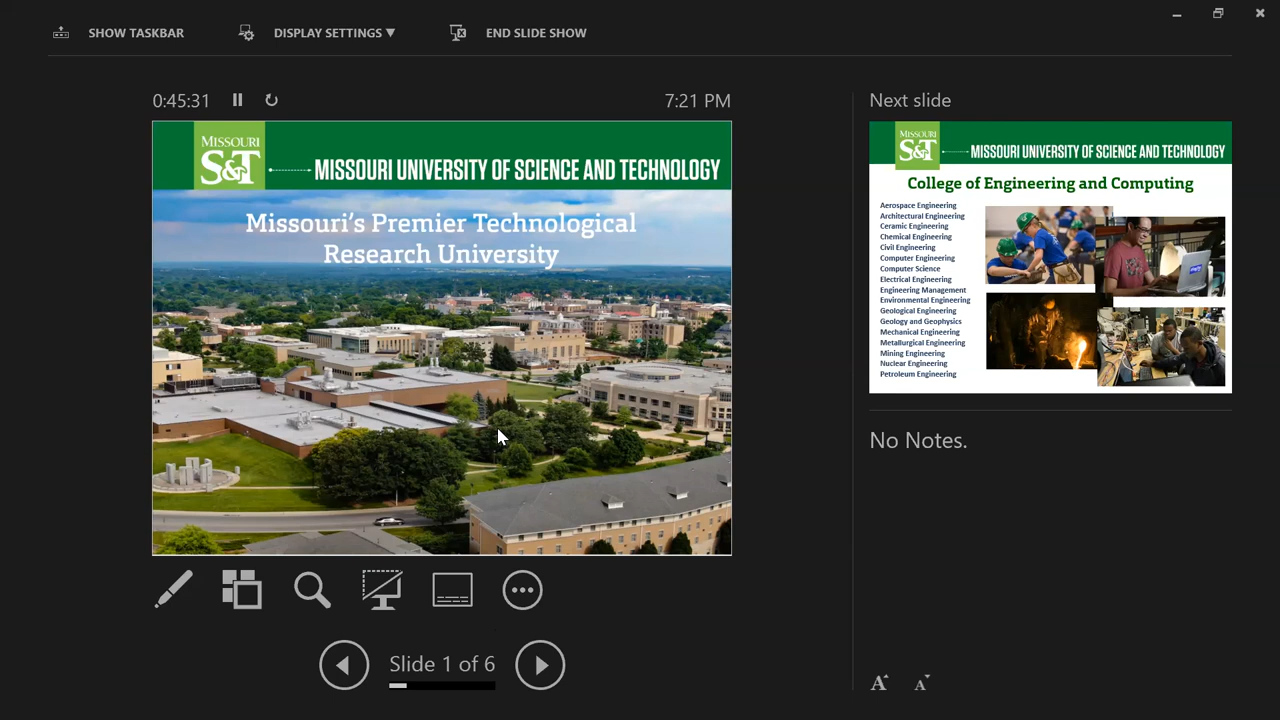 SHOW TASKBAR
DISPLAY SETTINGS ▼
END SLIDE SHOW
0:45:31
7:21 PM
MISSOURI
S&T
MISSOURI UNIVERSITY OF SCIENCE AND TECHNOLOGY
Missouri's Premier Technological
Research University
Slide 1 of 6
Next slide
MISSOURI
S&T
MISSOURI UNIVERSITY OF SCIENCE AND TECHNOLOGY
College of Engineering and Computing
Aerospace Engineering
Architectural Engineering
Ceramic Engineering
Chemical Engineering
Civil Engineering
Computer Engineering
Computer Science
Electrical Engineering
Engineering Management
Environmental Engineering
Geological Engineering
Geology and Geophysics
Mechanical Engineering
Metallurgical Engineering
Mining Engineering
Nuclear Engineering
Petroleum Engineering
No Notes.
A
A